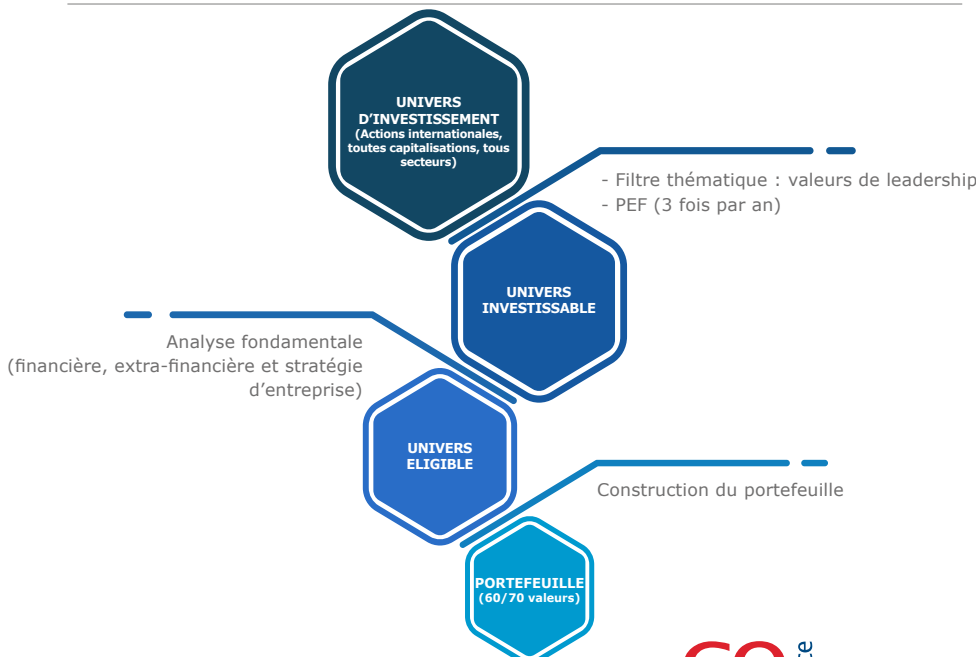 UNIVERS
D'INVESTISSEMENT
(Actions internationales,
toutes capitalisations, tous
secteurs)
- Filtre thématique : valeurs de leadership
- PEF (3 fois par an)
UNIVERS
INVESTISSABLE
Analyse fondamentale
(financière, extra-financière et stratégie
d'entreprise)
UNIVERS
ELIGIBLE
Construction du portefeuille
PORTEFEUILLE
(60/70 valeurs)